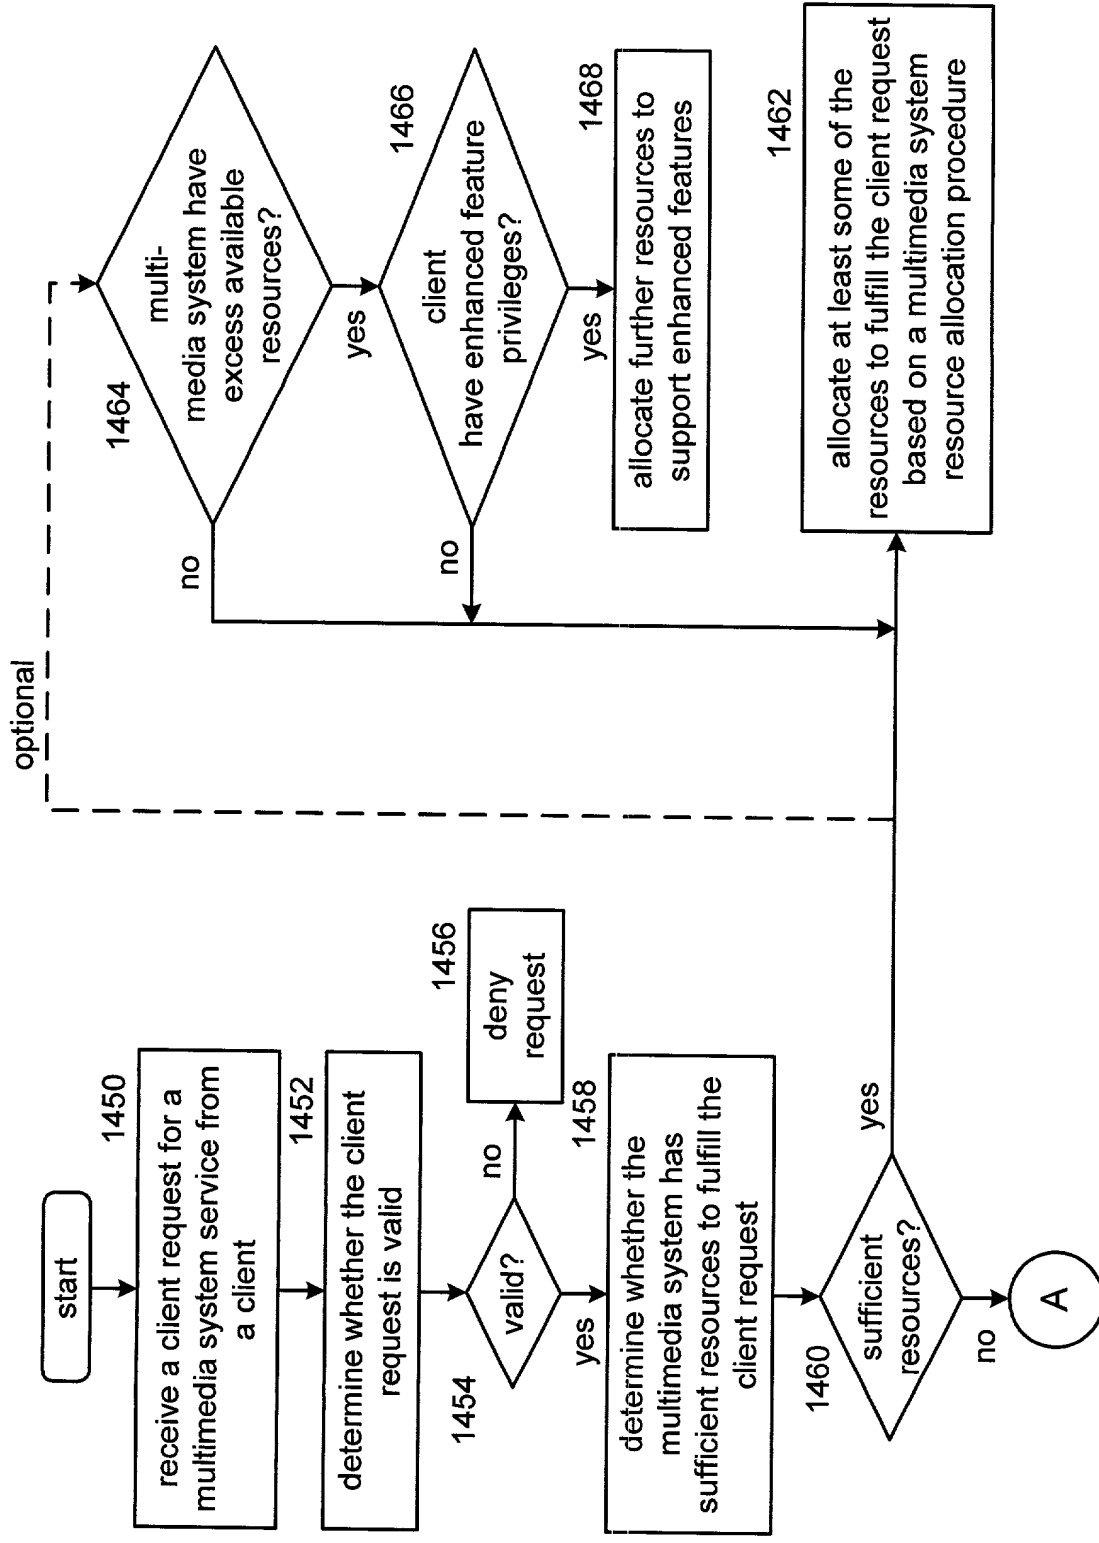 start
1450
receive a client request for a
multimedia system service from
a client
1452
determine whether the client
request is valid
1454
valid?
no
1456
deny
request
yes
1458
determine whether the
multimedia system has
sufficient resources to fulfill the
client request
1460
sufficient
resources?
no
A
yes
optional
1464
multi-
media system have
excess available
resources?
no
yes
1466
client
have enhanced feature
privileges?
no
yes
1468
allocate further resources to
support enhanced features
1462
allocate at least some of the
resources to fulfill the client request
based on a multimedia system
resource allocation procedure